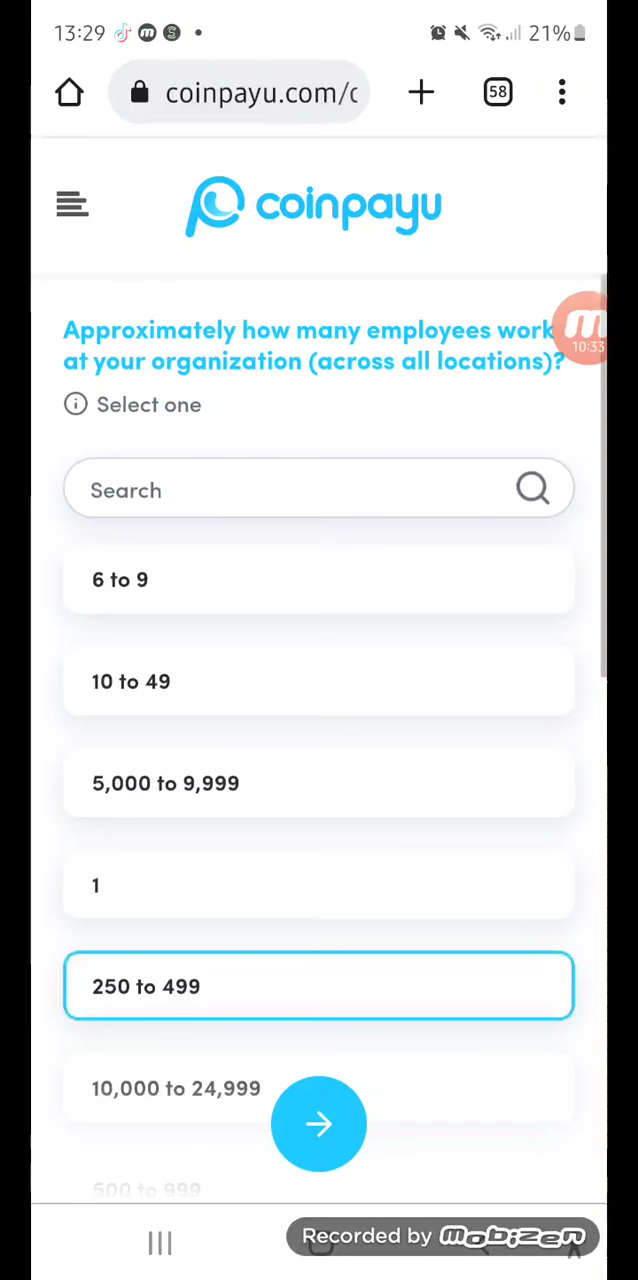 13:29
21%
coinpayu.com/c
58
coinpayu
Approximately how many employees work
at your organization (across all locations)?
10:33
Select one
Search
6 to 9
10 to 49
5,000 to 9,999
1
250 to 499
10,000 to 24,999
500 to 999
Recorded by mobizen